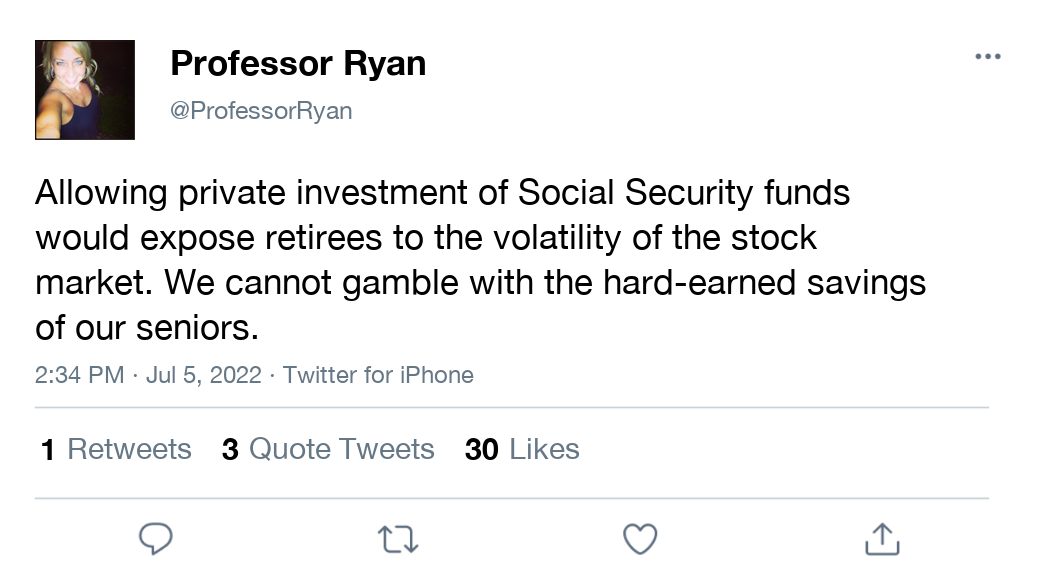 Professor Ryan
@ProfessorRyan
Allowing private investment of Social Security funds
would expose retirees to the volatility of the stock
market. We cannot gamble with the hard-earned savings
of our seniors.
2:34 PM · Jul 5, 2022 · Twitter for iPhone
1 Retweets 3 Quote Tweets 30 Likes